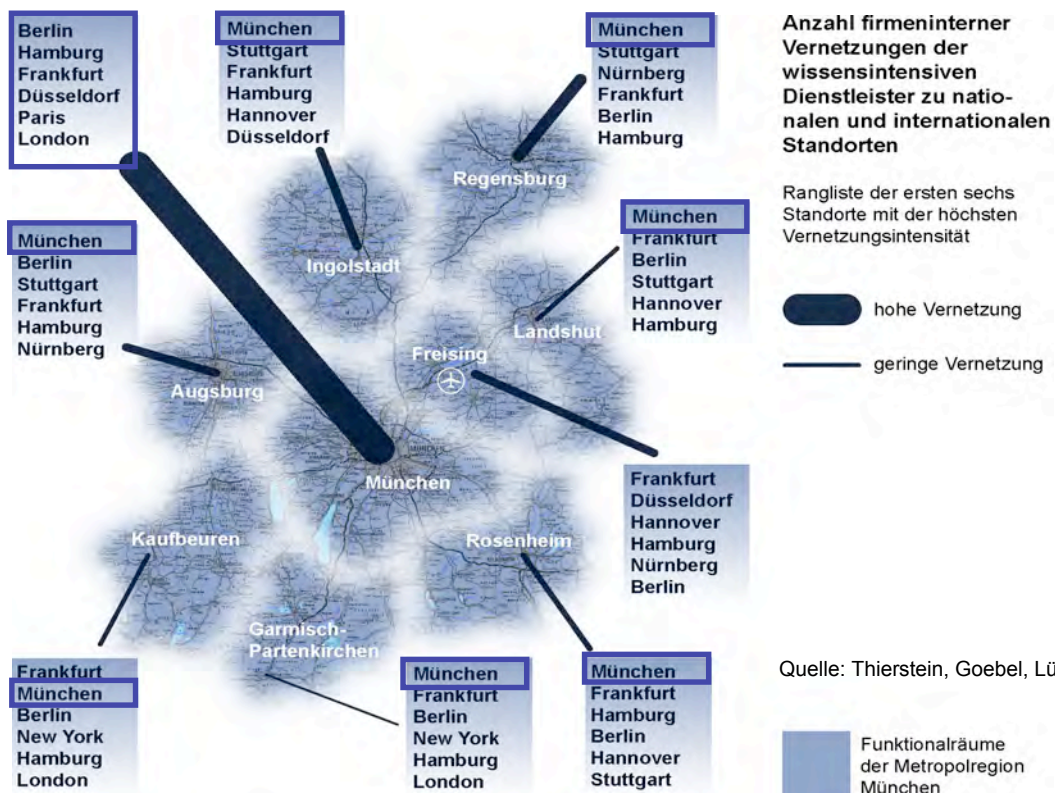 Berlin
Hamburg
Frankfurt
Düsseldorf
Paris
London
München
Stuttgart
Frankfurt
Hamburg
Hannover
Düsseldorf
München
Stuttgart
Nürnberg
Frankfurt
Berlin
Hamburg
Anzahl firmeninterner
Vernetzungen der
wissensintensiven
Dienstleister zu natio-
nalen und internationalen
Standorten
Rangliste der ersten sechs
Standorte mit der höchsten
Vernetzungsintensität
hohe Vernetzung
geringe Vernetzung
München
Berlin
Stuttgart
Frankfurt
Hamburg
Nürnberg
München
Frankfurt
Berlin
Stuttgart
Hannover
Hamburg
Regensburg
Ingolstadt
Landshut
Freising
Augsburg
München
Kaufbeuren
Rosenheim
Garmisch-
Partenkirchen
Frankfurt
Düsseldorf
Hannover
Hamburg
Nürnberg
Berlin
Frankfurt
München
Berlin
New York
Hamburg
London
München
Frankfurt
Berlin
New York
Hamburg
London
München
Frankfurt
Hamburg
Berlin
Hannover
Stuttgart
Quelle: Thierstein, Goebel, Lü
Funktionalräume
der Metropolregion
München